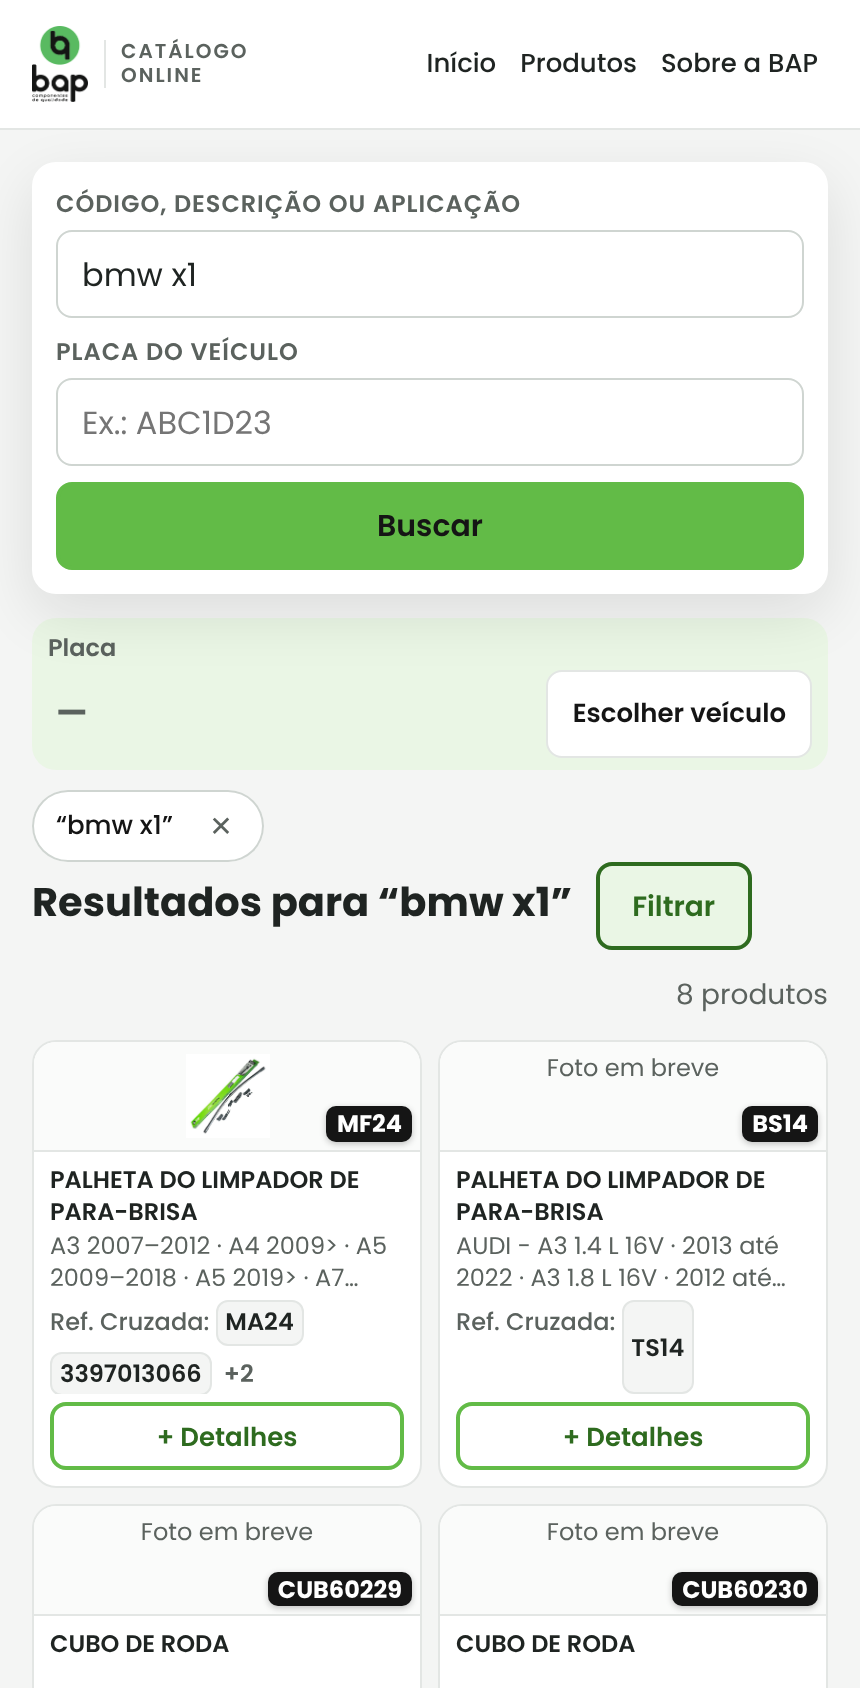 bap
componentes
de qualidade
CATÁLOGO
ONLINE
Início
Produtos
Sobre a BAP
CÓDIGO, DESCRIÇÃO OU APLICAÇÃO
bmw x1
PLACA DO VEÍCULO
Ex.: ABC1D23
Buscar
Placa
—
Escolher veículo
“bmw x1” ✕
Resultados para “bmw x1”
Filtrar
8 produtos
MF24
PALHETA DO LIMPADOR DE
PARA-BRISA
A3 2007–2012 · A4 2009> · A5
2009–2018 · A5 2019> · A7…
Ref. Cruzada: MA24
3397013066 +2
+ Detalhes
Foto em breve
BS14
PALHETA DO LIMPADOR DE
PARA-BRISA
AUDI - A3 1.4 L 16V · 2013 até
2022 · A3 1.8 L 16V · 2012 até…
Ref. Cruzada: TS14
+ Detalhes
Foto em breve
CUB60229
CUBO DE RODA
Foto em breve
CUB60230
CUBO DE RODA